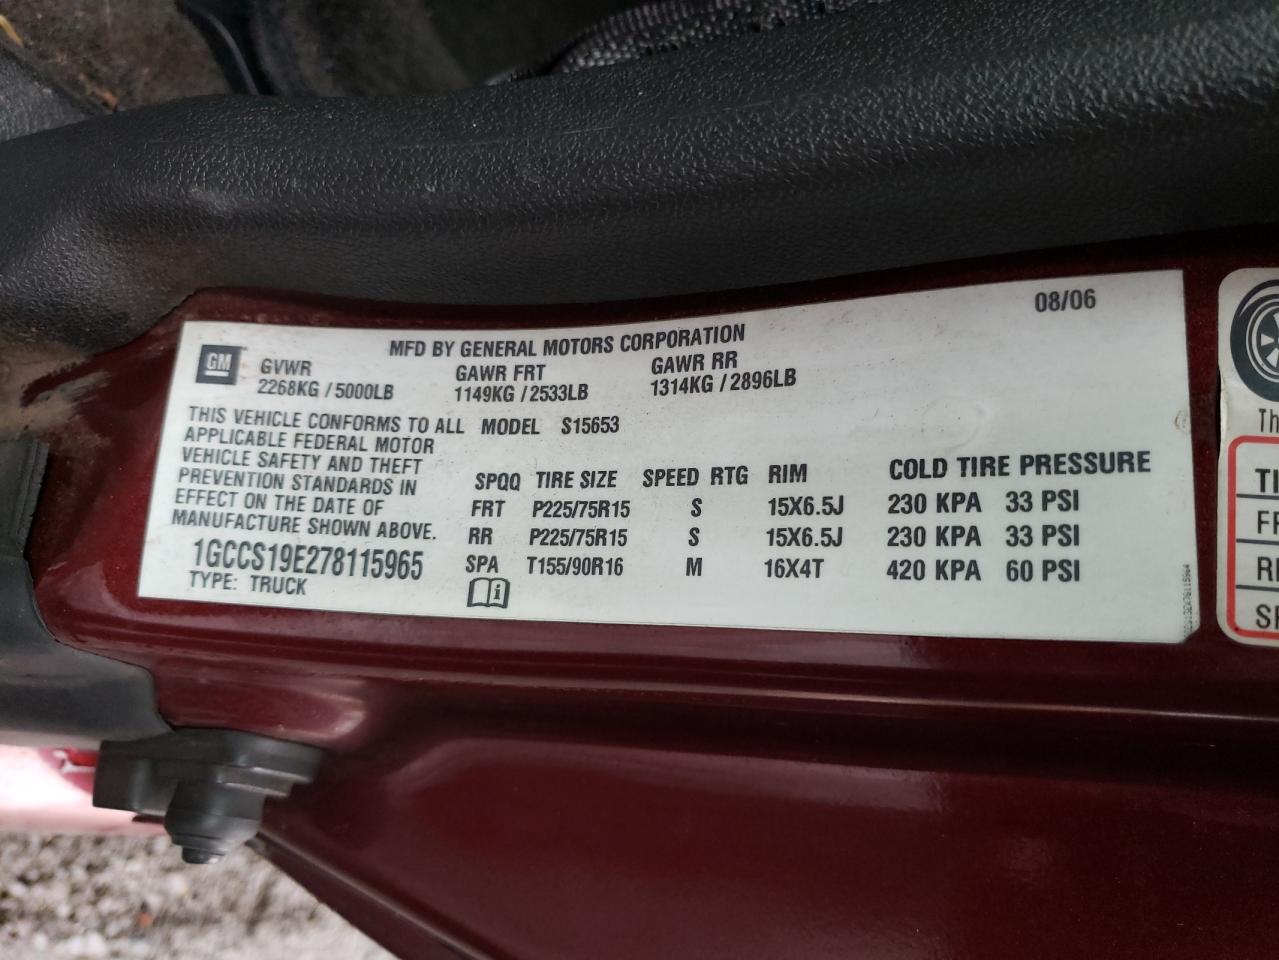 08/06
MFD BY GENERAL MOTORS CORPORATION
GM GVWR GAWR FRT GAWR RR
2268KG / 5000LB 1149KG / 2533LB 1314KG / 2896LB
THIS VEHICLE CONFORMS TO ALL
APPLICABLE FEDERAL MOTOR
VEHICLE SAFETY AND THEFT
PREVENTION STANDARDS IN
EFFECT ON THE DATE OF
MANUFACTURE SHOWN ABOVE.
1GCCS19E278115965
TYPE: TRUCK
MODEL S15653
SPQQ TIRE SIZE SPEED RTG RIM COLD TIRE PRESSURE
FRT P225/75R15 S 15X6.5J 230 KPA 33 PSI
RR P225/75R15 S 15X6.5J 230 KPA 33 PSI
SPA T155/90R16 M 16X4T 420 KPA 60 PSI
i
Th
TI
FR